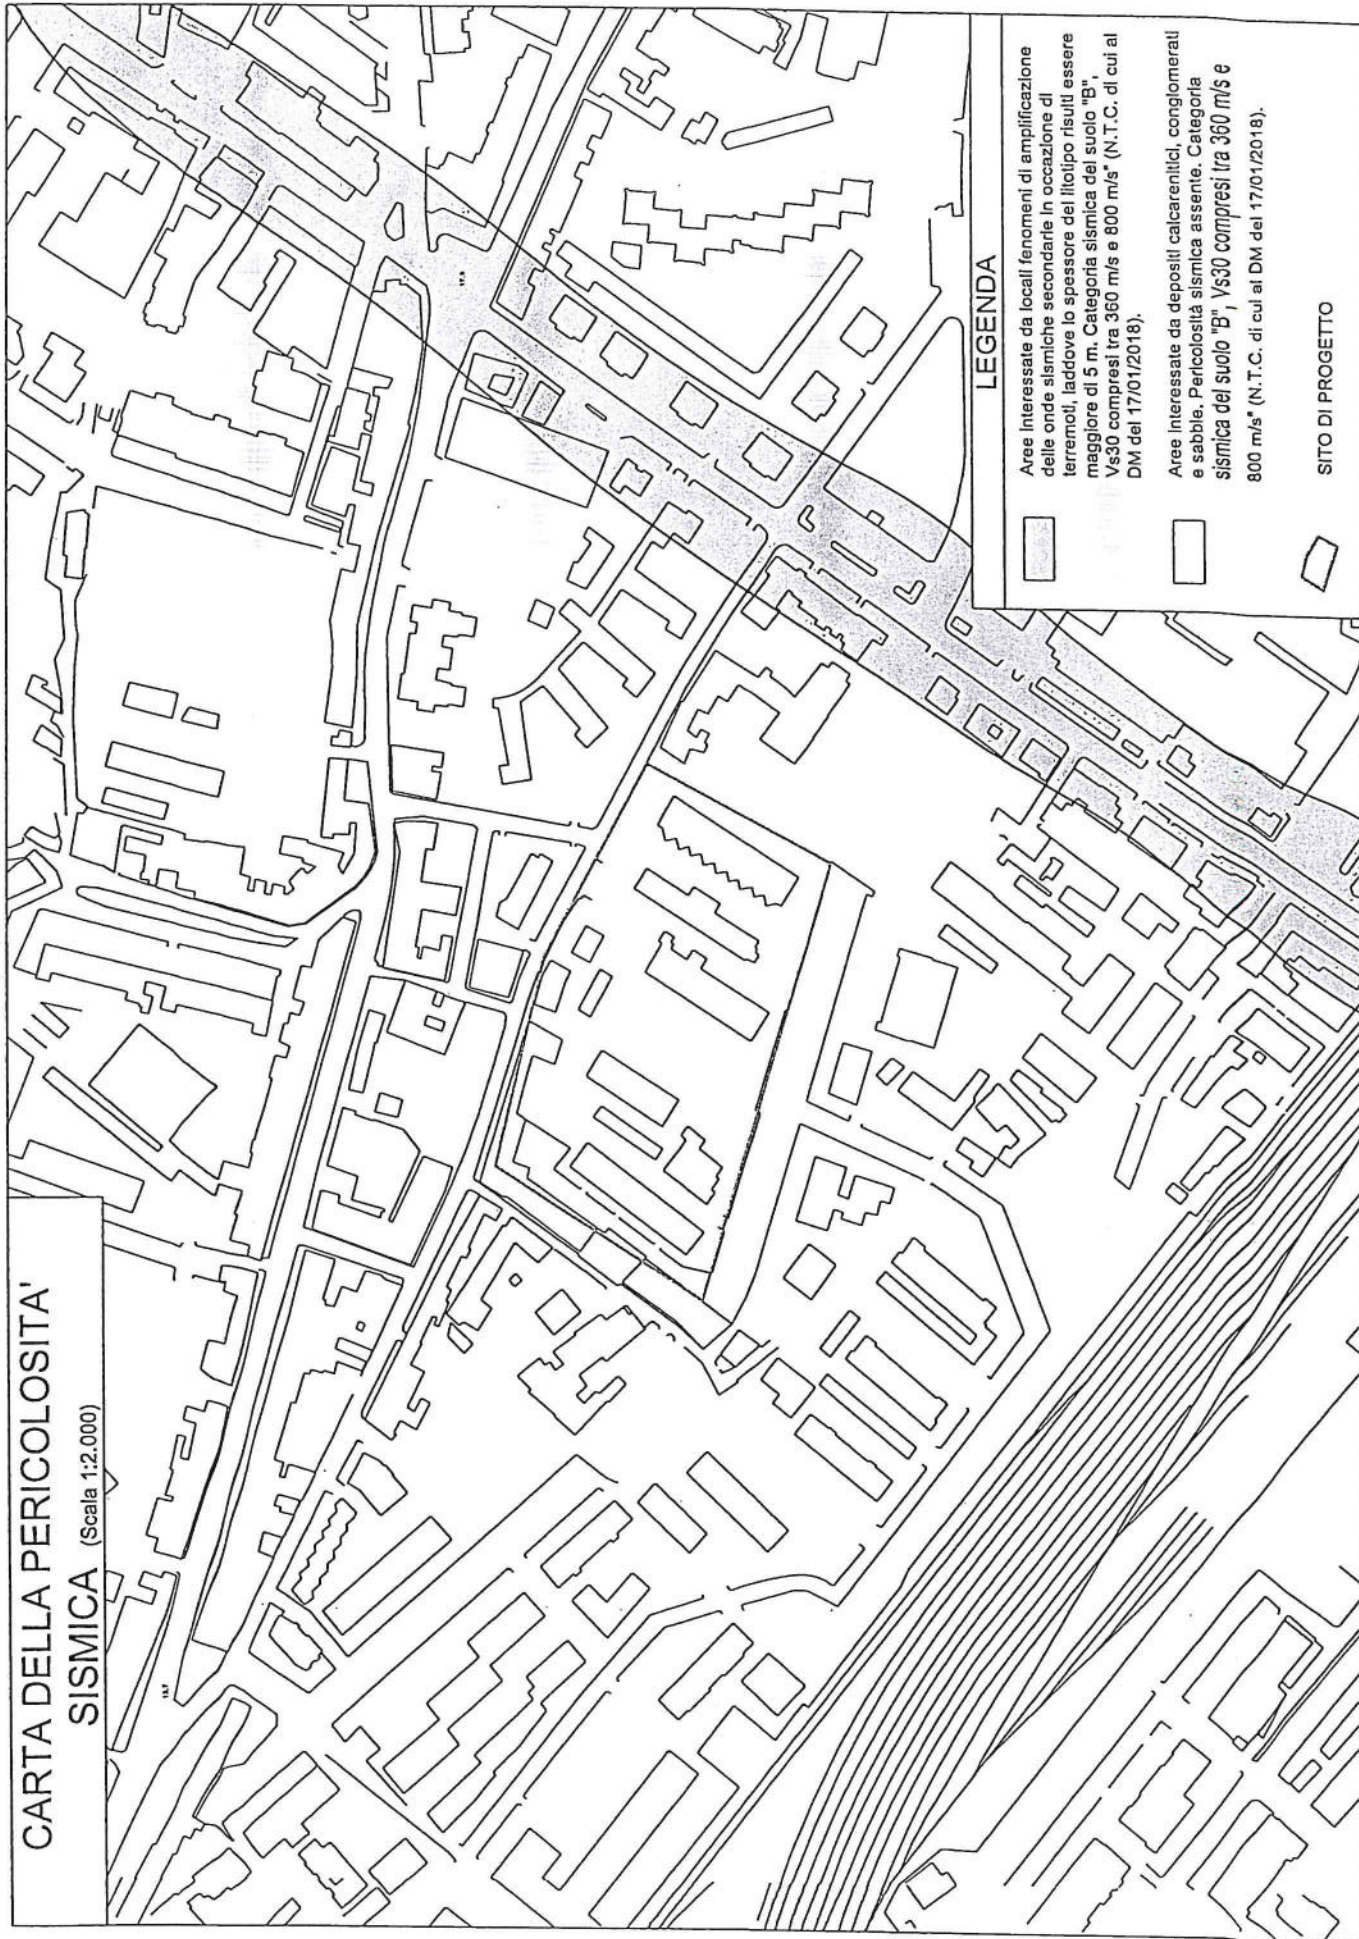 CARTA DELLA PERICOLOSITA'
SISMICA (Scala 1:2.000)
LEGENDA
Aree interessate da locali fenomeni di amplificazione
delle onde sismiche secondarie in occazione di
terremoti, laddove lo spessore del litotipo risulti essere
maggiore di 5 m. Categoria sismica del suolo "B",
Vs30 compresi tra 360 m/s e 800 m/s" (N.T.C. di cui al
DM del 17/01/2018).
Aree interessate da depositi calcarenitici, conglomerati
e sabbie. Pericolosità sismica assente. Categoria
sismica del suolo "B", Vs30 compresi tra 360 m/s e
800 m/s" (N.T.C. di cui al DM del 17/01/2018).
SITO DI PROGETTO